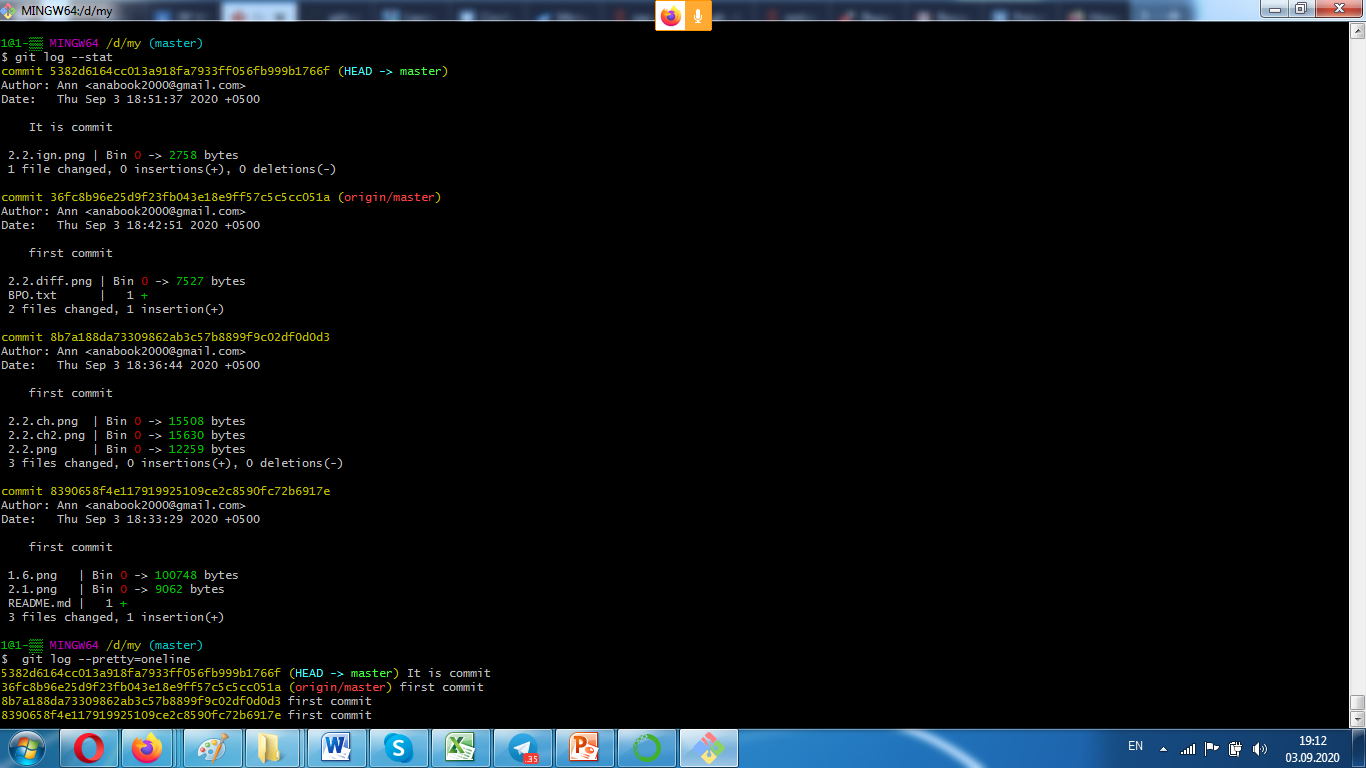 MINGW64:/d/my
1@1-▒▒ MINGW64 /d/my (master)
$ git log --stat
commit 5382d6164cc013a918fa7933ff056fb999b1766f (HEAD -> master)
Author: Ann <anabook2000@gmail.com>
Date:   Thu Sep 3 18:51:37 2020 +0500
It is commit
2.2.ign.png | Bin 0 -> 2758 bytes
1 file changed, 0 insertions(+), 0 deletions(-)
commit 36fc8b96e25d9f23fb043e18e9ff57c5c5cc051a (origin/master)
Author: Ann <anabook2000@gmail.com>
Date:   Thu Sep 3 18:42:51 2020 +0500
first commit
2.2.diff.png | Bin 0 -> 7527 bytes
BPO.txt      |   1 +
2 files changed, 1 insertion(+)
commit 8b7a188da73309862ab3c57b8899f9c02df0d0d3
Author: Ann <anabook2000@gmail.com>
Date:   Thu Sep 3 18:36:44 2020 +0500
first commit
2.2.ch.png  | Bin 0 -> 15508 bytes
2.2.ch2.png | Bin 0 -> 15630 bytes
2.2.png     | Bin 0 -> 12259 bytes
3 files changed, 0 insertions(+), 0 deletions(-)
commit 8390658f4e117919925109ce2c8590fc72b6917e
Author: Ann <anabook2000@gmail.com>
Date:   Thu Sep 3 18:33:29 2020 +0500
first commit
1.6.png   | Bin 0 -> 100748 bytes
2.1.png   | Bin 0 -> 9062 bytes
README.md |   1 +
3 files changed, 1 insertion(+)
1@1-▒▒ MINGW64 /d/my (master)
$  git log --pretty=oneline
5382d6164cc013a918fa7933ff056fb999b1766f (HEAD -> master) It is commit
36fc8b96e25d9f23fb043e18e9ff57c5c5cc051a (origin/master) first commit
8b7a188da73309862ab3c57b8899f9c02df0d0d3 first commit
8390658f4e117919925109ce2c8590fc72b6917e first commit
35
EN
19:12
03.09.2020